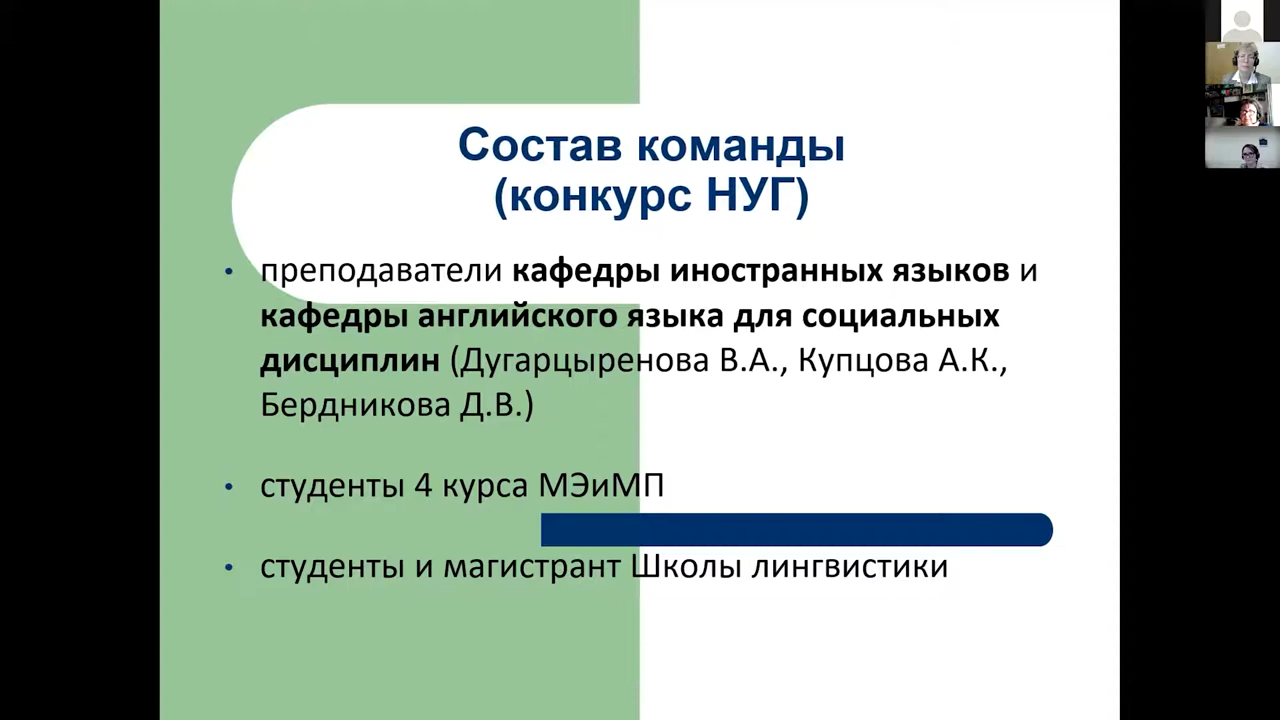 Состав команды
(конкурс НУГ)
• преподаватели кафедры иностранных языков и
кафедры английского языка для социальных
дисциплин (Дугарцыренова В.А., Купцова А.К.,
Бердникова Д.В.)
• студенты 4 курса МЭиМП
• студенты и магистрант Школы лингвистики